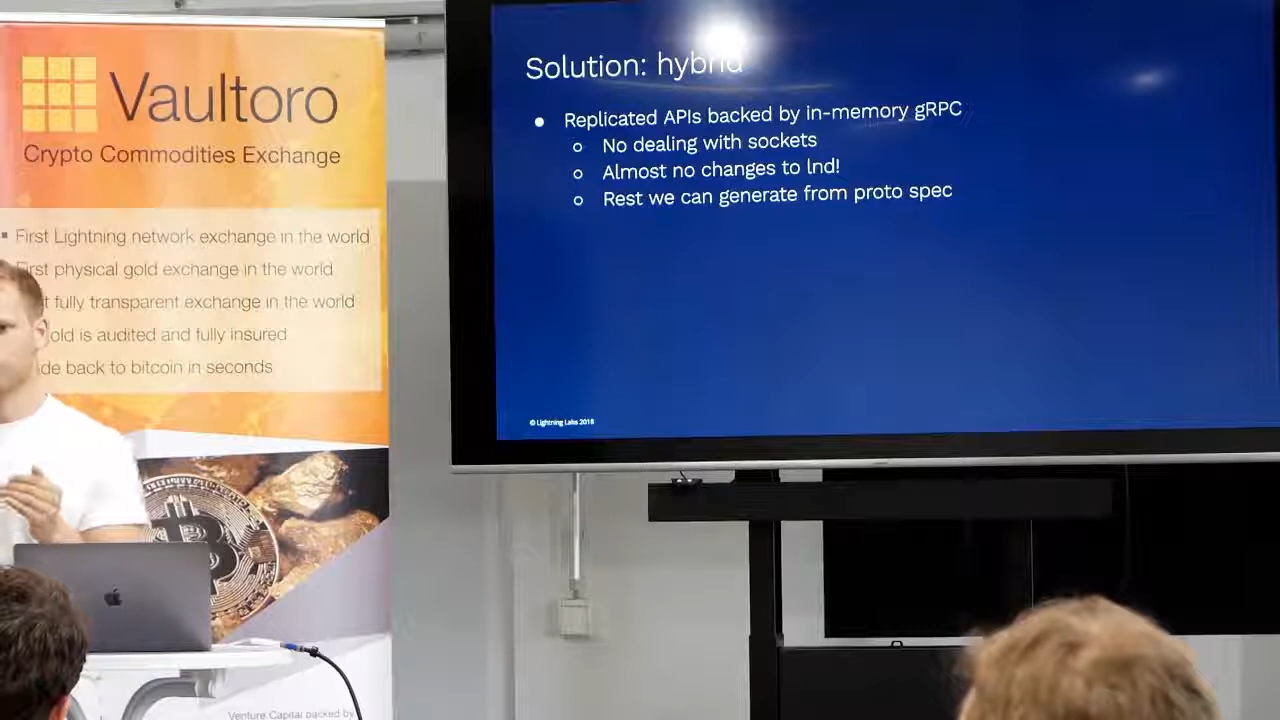 Vaultoro
Crypto Commodities Exchange
First Lightning network exchange in the world
First physical gold exchange in the world
fully transparent exchange in the world
is audited and fully insured
back to bitcoin in seconds
Venture Capital backed by
Solution: hybrid
Replicated APIs backed by in-memory gRPC
No dealing with sockets
Almost no changes to lnd!
Rest we can generate from proto spec
© Lightning Labs 2018